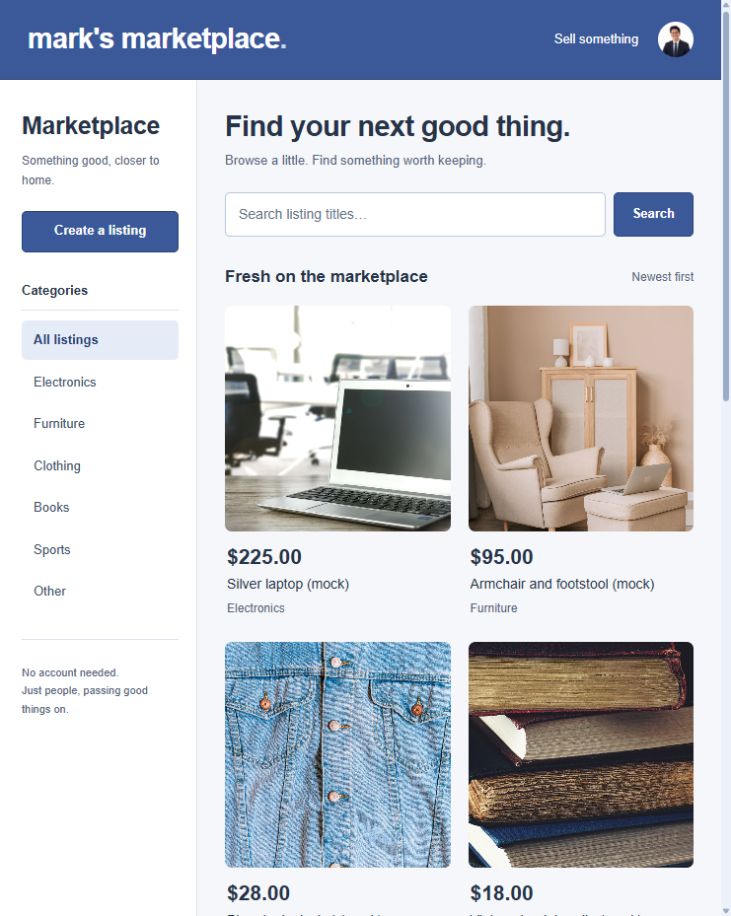 mark's marketplace.
Sell something
Marketplace
Something good, closer to
home.
Create a listing
Categories
All listings
Electronics
Furniture
Clothing
Books
Sports
Other
No account needed.
Just people, passing good
things on.
Find your next good thing.
Browse a little. Find something worth keeping.
Search listing titles...
Search
Fresh on the marketplace
Newest first
$225.00
Silver laptop (mock)
Electronics
$95.00
Armchair and footstool (mock)
Furniture
$28.00
$18.00